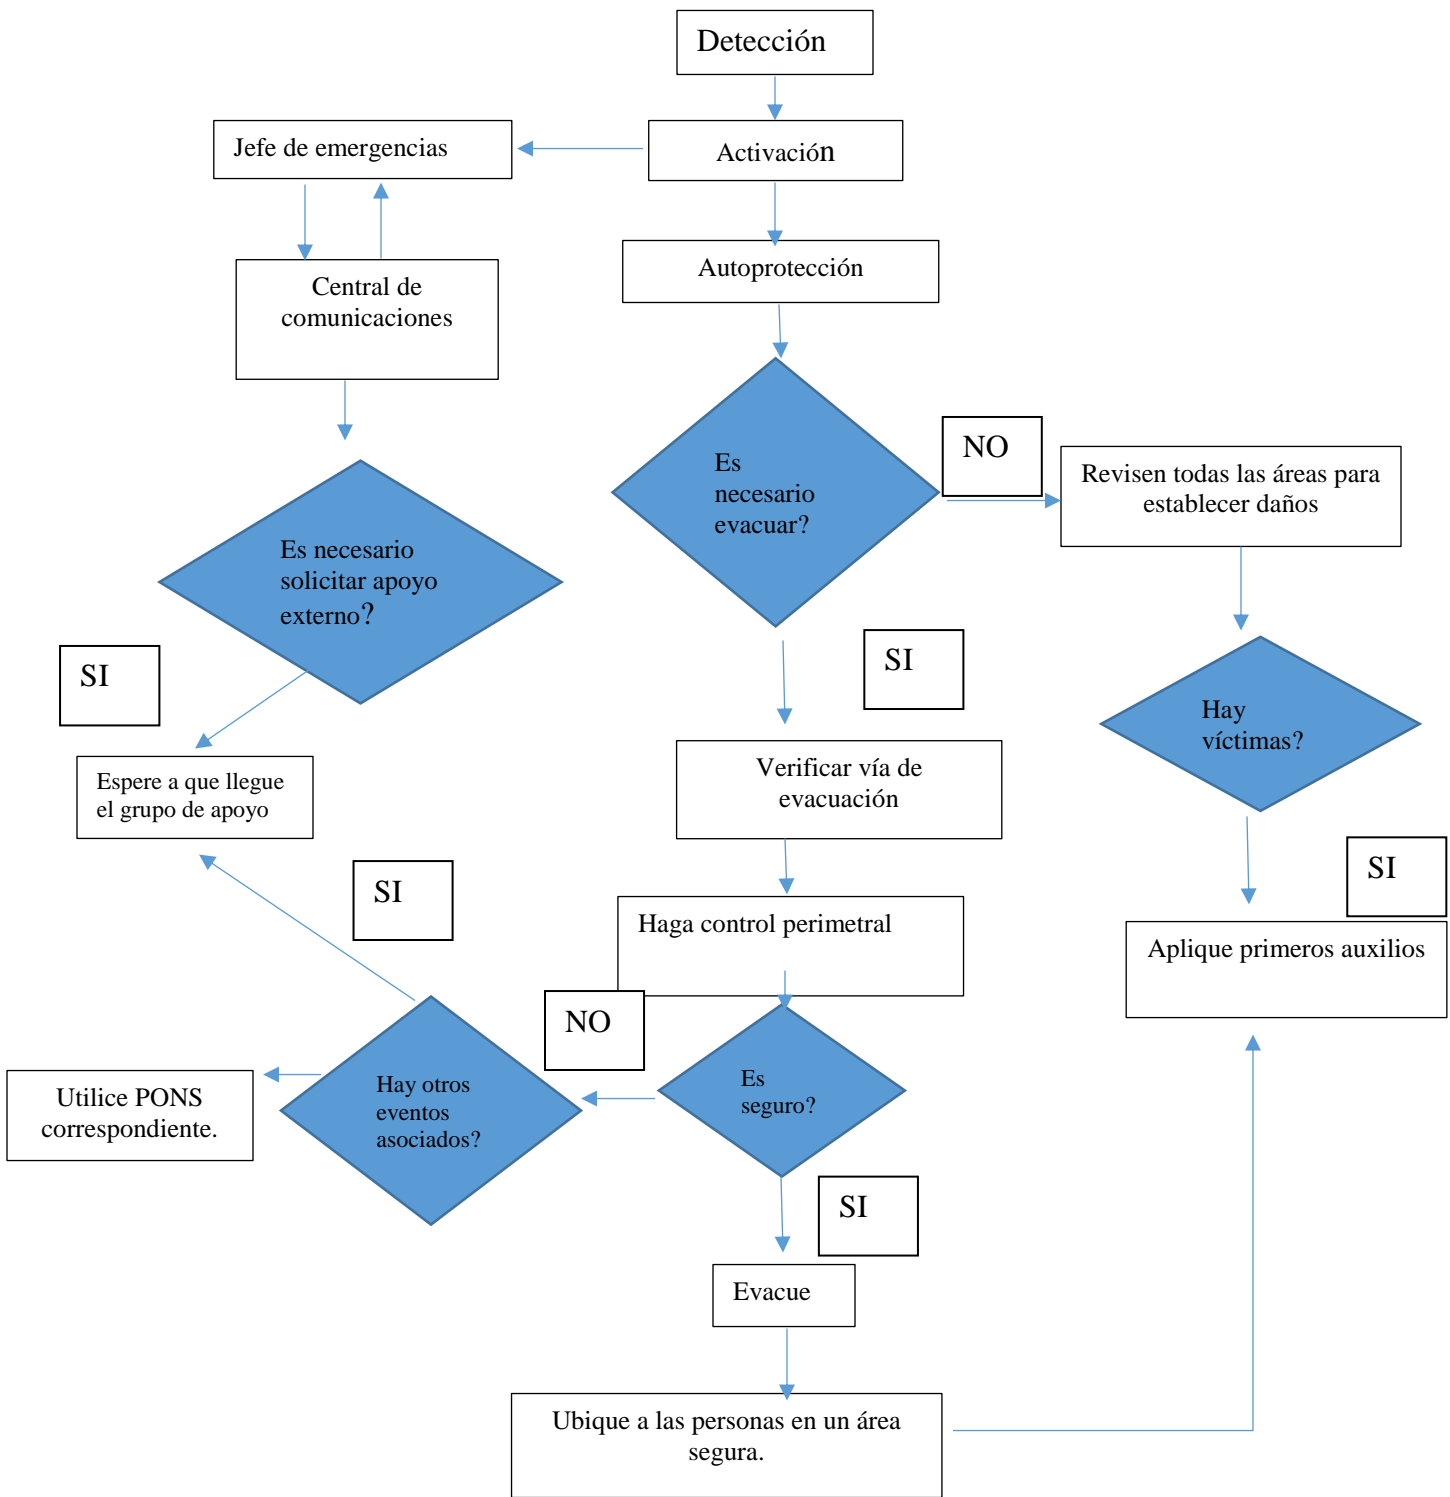 Detección
Jefe de emergencias
Activación
Autoprotección
Central de
comunicaciones
NO
Es
necesario
evacuar?
Revisen todas las áreas para
establecer daños
Es necesario
solicitar apoyo
externo?
SI
SI
Hay
víctimas?
Espere a que llegue
el grupo de apoyo
Verificar vía de
evacuación
SI
SI
Haga control perimetral
Aplique primeros auxilios
NO
Utilice PONS
correspondiente.
Hay otros
eventos
asociados?
Es
seguro?
SI
Evacue
Ubique a las personas en un área
segura.